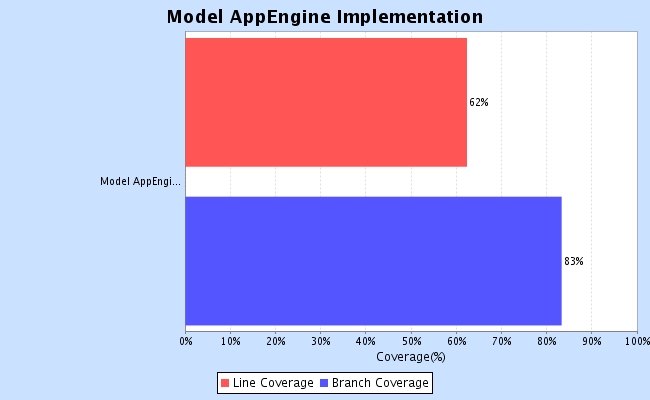 Model AppEngine Implementation
62%
Model AppEngi...
83%
0% 10% 20% 30% 40% 50% 60% 70% 80% 90% 100%
Coverage(%)
Line Coverage Branch Coverage